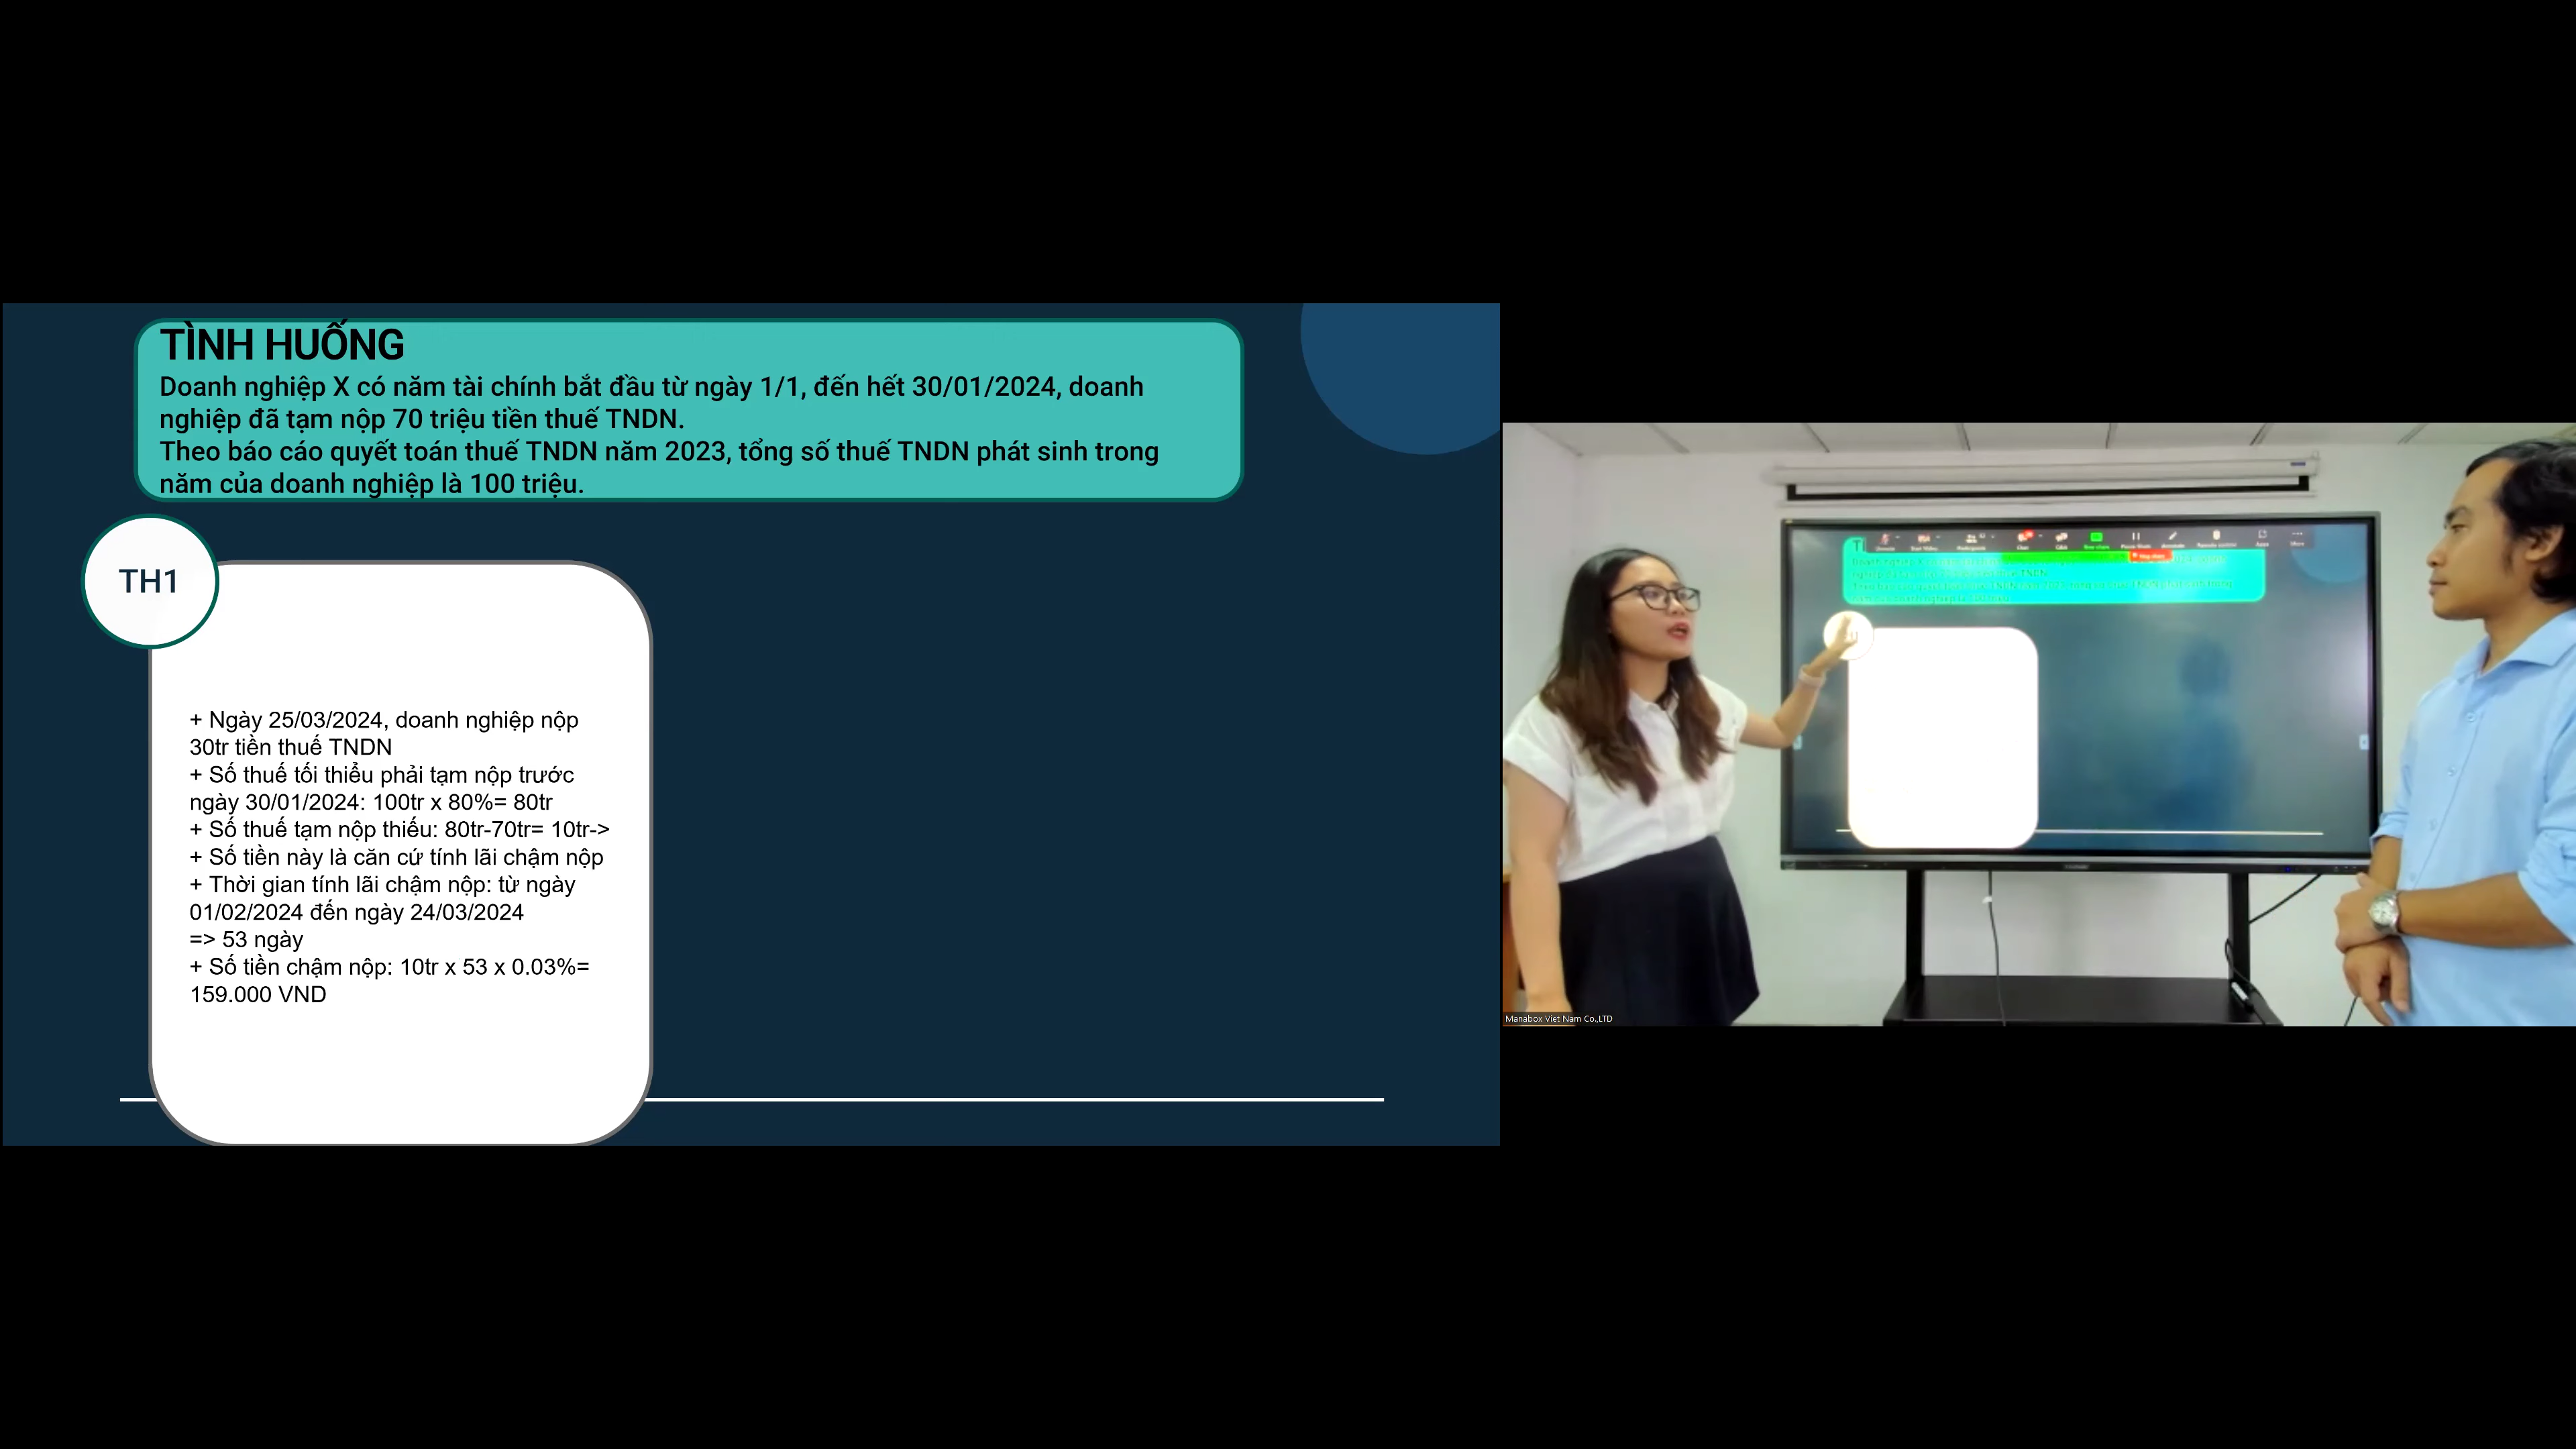 TÌNH HUỐNG
Doanh nghiệp X có năm tài chính bắt đầu từ ngày 1/1, đến hết 30/01/2024, doanh
nghiệp đã tạm nộp 70 triệu tiền thuế TNDN.
Theo báo cáo quyết toán thuế TNDN năm 2023, tổng số thuế TNDN phát sinh trong
năm của doanh nghiệp là 100 triệu.
TH1
+ Ngày 25/03/2024, doanh nghiệp nộp
30tr tiền thuế TNDN
+ Số thuế tối thiểu phải tạm nộp trước
ngày 30/01/2024: 100tr x 80%= 80tr
+ Số thuế tạm nộp thiếu: 80tr-70tr= 10tr->
+ Số tiền này là căn cứ tính lãi chậm nộp
+ Thời gian tính lãi chậm nộp: từ ngày
01/02/2024 đến ngày 24/03/2024
=> 53 ngày
+ Số tiền chậm nộp: 10tr x 53 x 0.03%=
159.000 VND
Manabox Viet Nam Co.,LTD